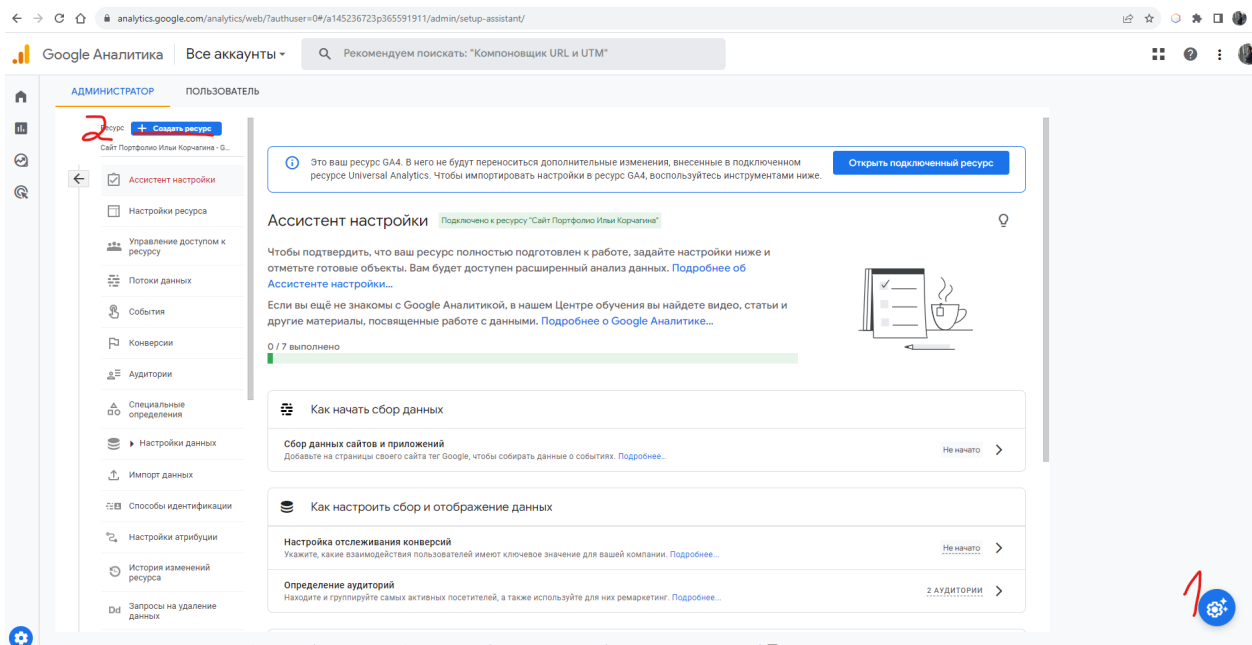 analytics.google.com/analytics/web/?authuser=0#/a145236723p365591911/admin/setup-assistant/
Google Аналитика Все аккаунты
Рекомендуем поискать: "Компоновщик URL и UTM"
АДМИНИСТРАТОР ПОЛЬЗОВАТЕЛЬ
2
Ресурс + Создать ресурс
Сайт Портфолио Ильи Корчагина - G...
Ассистент настройки
Настройки ресурса
Управление доступом к
ресурсу
Потоки данных
События
Конверсии
Аудитории
Специальные
определения
Настройки данных
Импорт данных
Способы идентификации
Настройки атрибуции
История изменений
ресурса
Dd Запросы на удаление
данных
Это ваш ресурс GA4. В него не будут переноситься дополнительные изменения, внесенные в подключенном
ресурсе Universal Analytics. Чтобы импортировать настройки в ресурс GA4, воспользуйтесь инструментами ниже.
Открыть подключенный ресурс
Ассистент настройки Подключено к ресурсу "Сайт Портфолио Ильи Корчагина"
Чтобы подтвердить, что ваш ресурс полностью подготовлен к работе, задайте настройки ниже и
отметьте готовые объекты. Вам будет доступен расширенный анализ данных. Подробнее об
Ассистенте настройки...
Если вы ещё не знакомы с Google Аналитикой, в нашем Центре обучения вы найдете видео, статьи и
другие материалы, посвященные работе с данными. Подробнее о Google Аналитике...
0 / 7 выполнено
Как начать сбор данных
Сбор данных сайтов и приложений
Добавьте на страницы своего сайта тег Google, чтобы собирать данные о событиях. Подробнее...
Не начато
Как настроить сбор и отображение данных
Настройка отслеживания конверсий
Укажите, какие взаимодействия пользователей имеют ключевое значение для вашей компании. Подробнее...
Не начато
Определение аудиторий
Находите и группируйте самых активных посетителей, а также используйте для них ремаркетинг. Подробнее...
2 АУДИТОРИИ
1